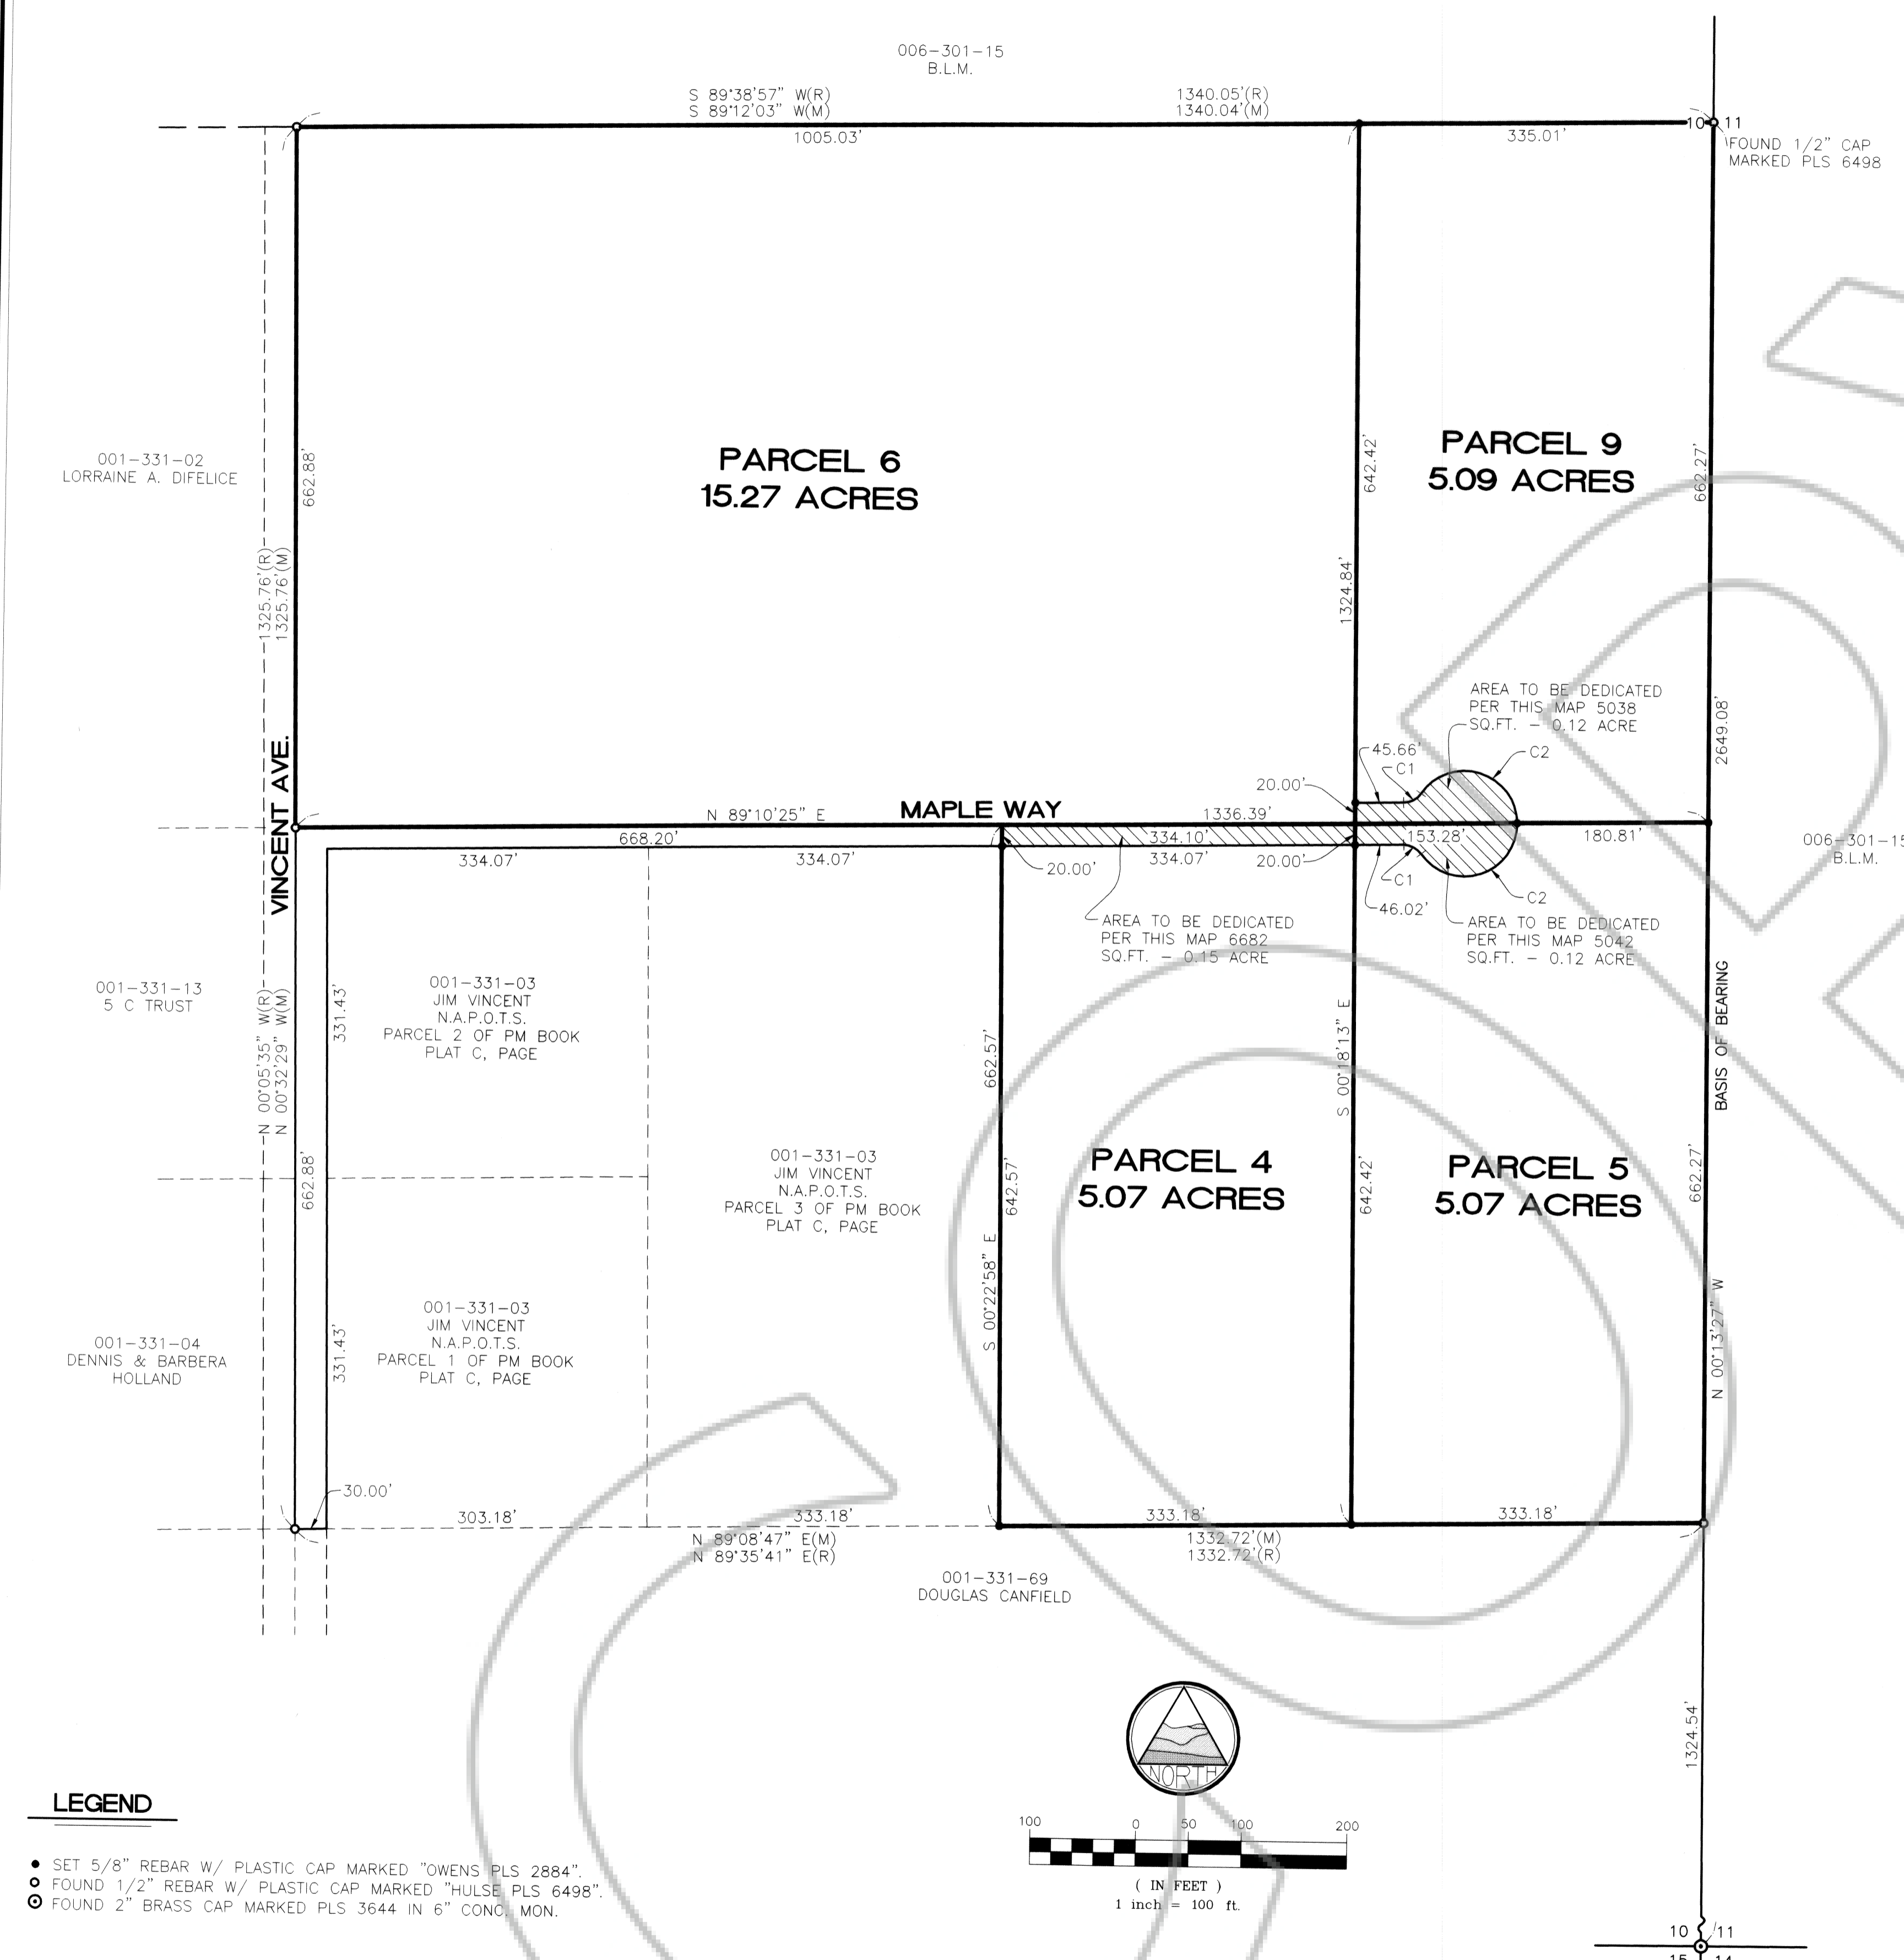 006-301-15
B.L.M.
S 89°38'57" W(R)
S 89°12'03" W(M)
1340.05'(R)
1340.04'(M)
1005.03'
335.01'
10
11
FOUND 1/2" CAP
MARKED PLS 6498
PARCEL 6
15.27 ACRES
PARCEL 9
5.09 ACRES
001-331-02
LORRAINE A. DIFELICE
662.88'
642.42'
662.27'
1325.76'(R)
1325.76'(M)
1324.84'
2649.08'
AREA TO BE DEDICATED
PER THIS MAP 5038
SQ.FT. - 0.12 ACRE
VINCENT AVE.
45.66'
C1
C2
20.00'
N 89°10'25" E
MAPLE WAY
1336.39'
668.20'
334.10'
153.28'
180.81'
334.07'
334.07'
334.07'
20.00'
20.00'
C1
C2
46.02'
006-301-15
B.L.M.
AREA TO BE DEDICATED
PER THIS MAP 6682
SQ.FT. - 0.15 ACRE
AREA TO BE DEDICATED
PER THIS MAP 5042
SQ.FT. - 0.12 ACRE
001-331-13
5 C TRUST
N 00°05'35" W(R)
N 00°32'29" W(M)
331.43'
001-331-03
JIM VINCENT
N.A.P.O.T.S.
PARCEL 2 OF PM BOOK
PLAT C, PAGE
662.57'
S 00°18'13" E
BASIS OF BEARING
662.88'
001-331-03
JIM VINCENT
N.A.P.O.T.S.
PARCEL 3 OF PM BOOK
PLAT C, PAGE
642.57'
PARCEL 4
5.07 ACRES
642.42'
PARCEL 5
5.07 ACRES
662.27'
S 00°22'58" E
N 00°13'27" W
001-331-04
DENNIS & BARBERA
HOLLAND
331.43'
001-331-03
JIM VINCENT
N.A.P.O.T.S.
PARCEL 1 OF PM BOOK
PLAT C, PAGE
30.00'
303.18'
333.18'
333.18'
333.18'
N 89°08'47" E(M)
N 89°35'41" E(R)
1332.72'(M)
1332.72'(R)
001-331-69
DOUGLAS CANFIELD
1324.54'
NORTH
100 0 50 100 200
( IN FEET )
1 inch = 100 ft.
LEGEND
SET 5/8" REBAR W/ PLASTIC CAP MARKED "OWENS PLS 2884".
FOUND 1/2" REBAR W/ PLASTIC CAP MARKED "HULSE PLS 6498".
FOUND 2" BRASS CAP MARKED PLS 3644 IN 6" CONC. MON.
10 11
15 14